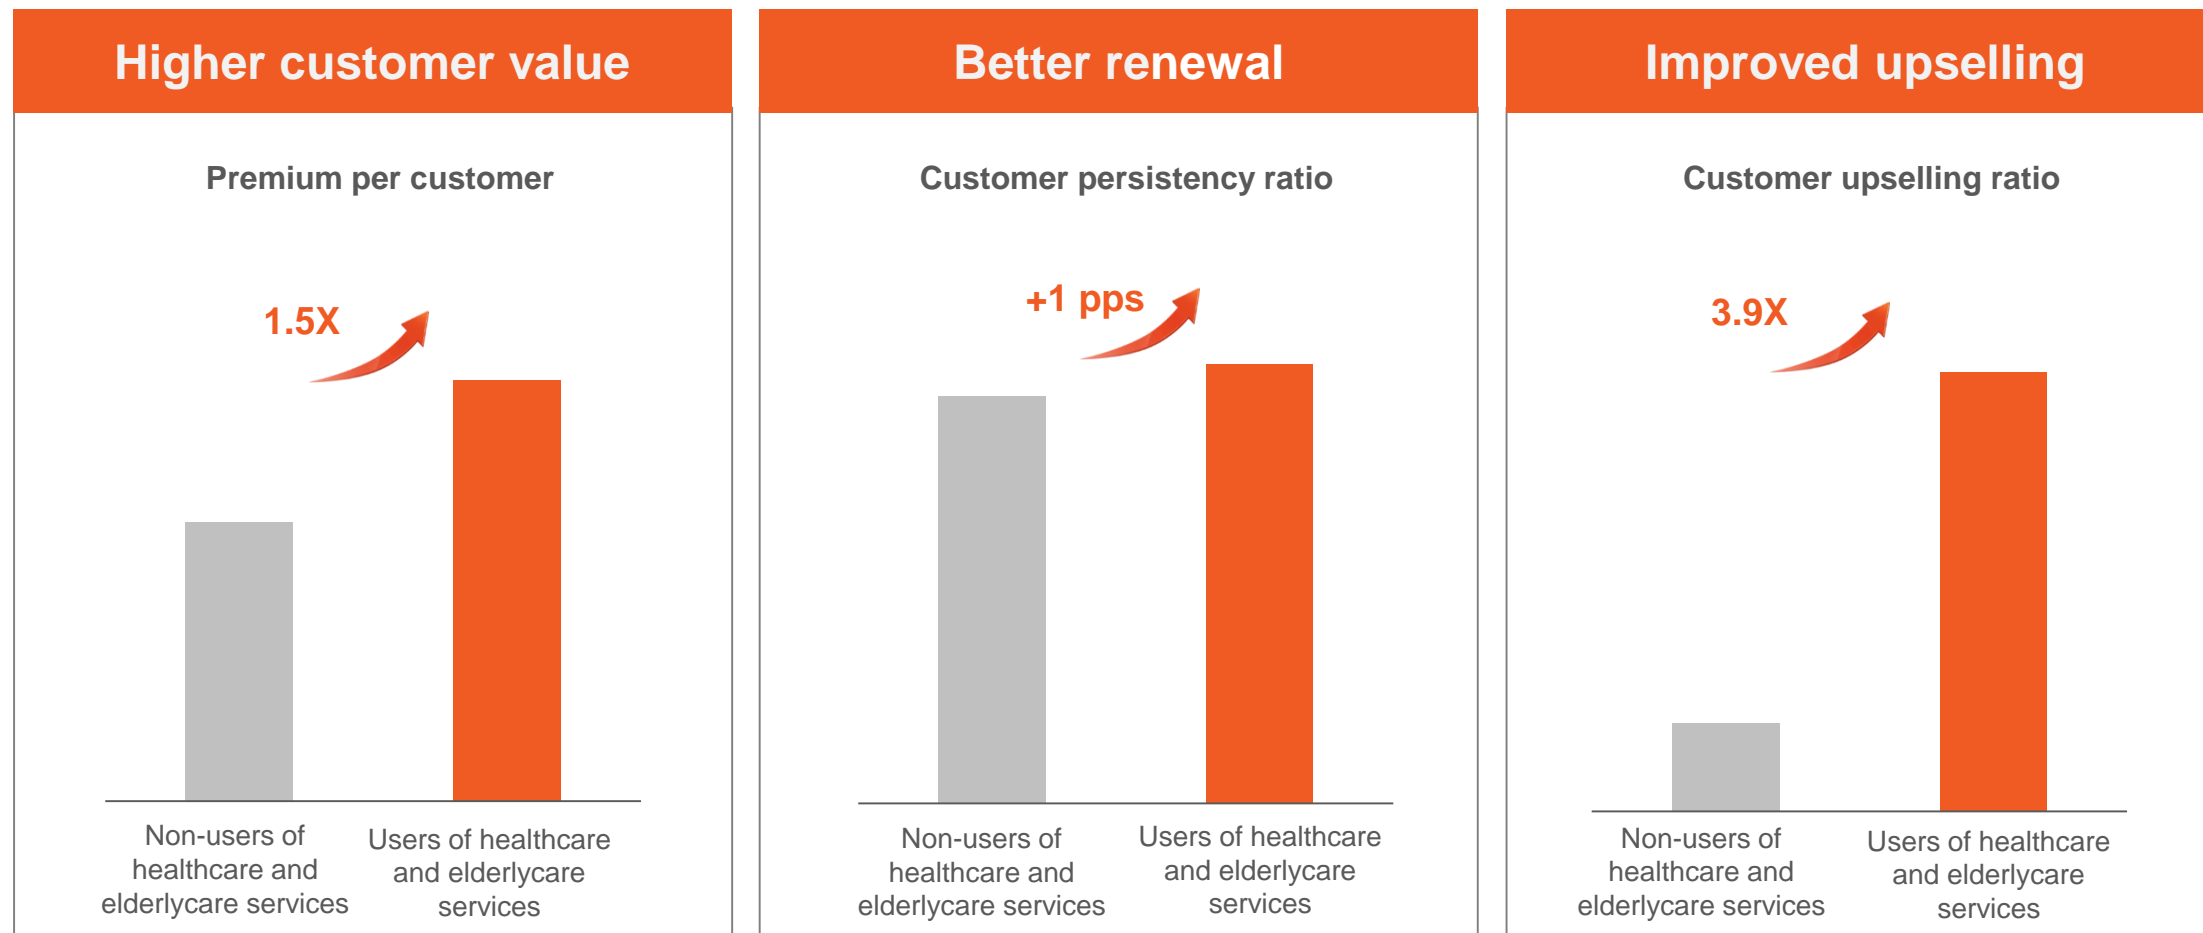 Higher customer value
Premium per customer
1.5X
Non-users of
healthcare and
elderlycare services
Users of healthcare
and elderlycare
services
Better renewal
Customer persistency ratio
+1 pps
Non-users of
healthcare and
elderlycare services
Users of healthcare
and elderlycare
services
Improved upselling
Customer upselling ratio
3.9X
Non-users of
healthcare and
elderlycare services
Users of healthcare
and elderlycare
services